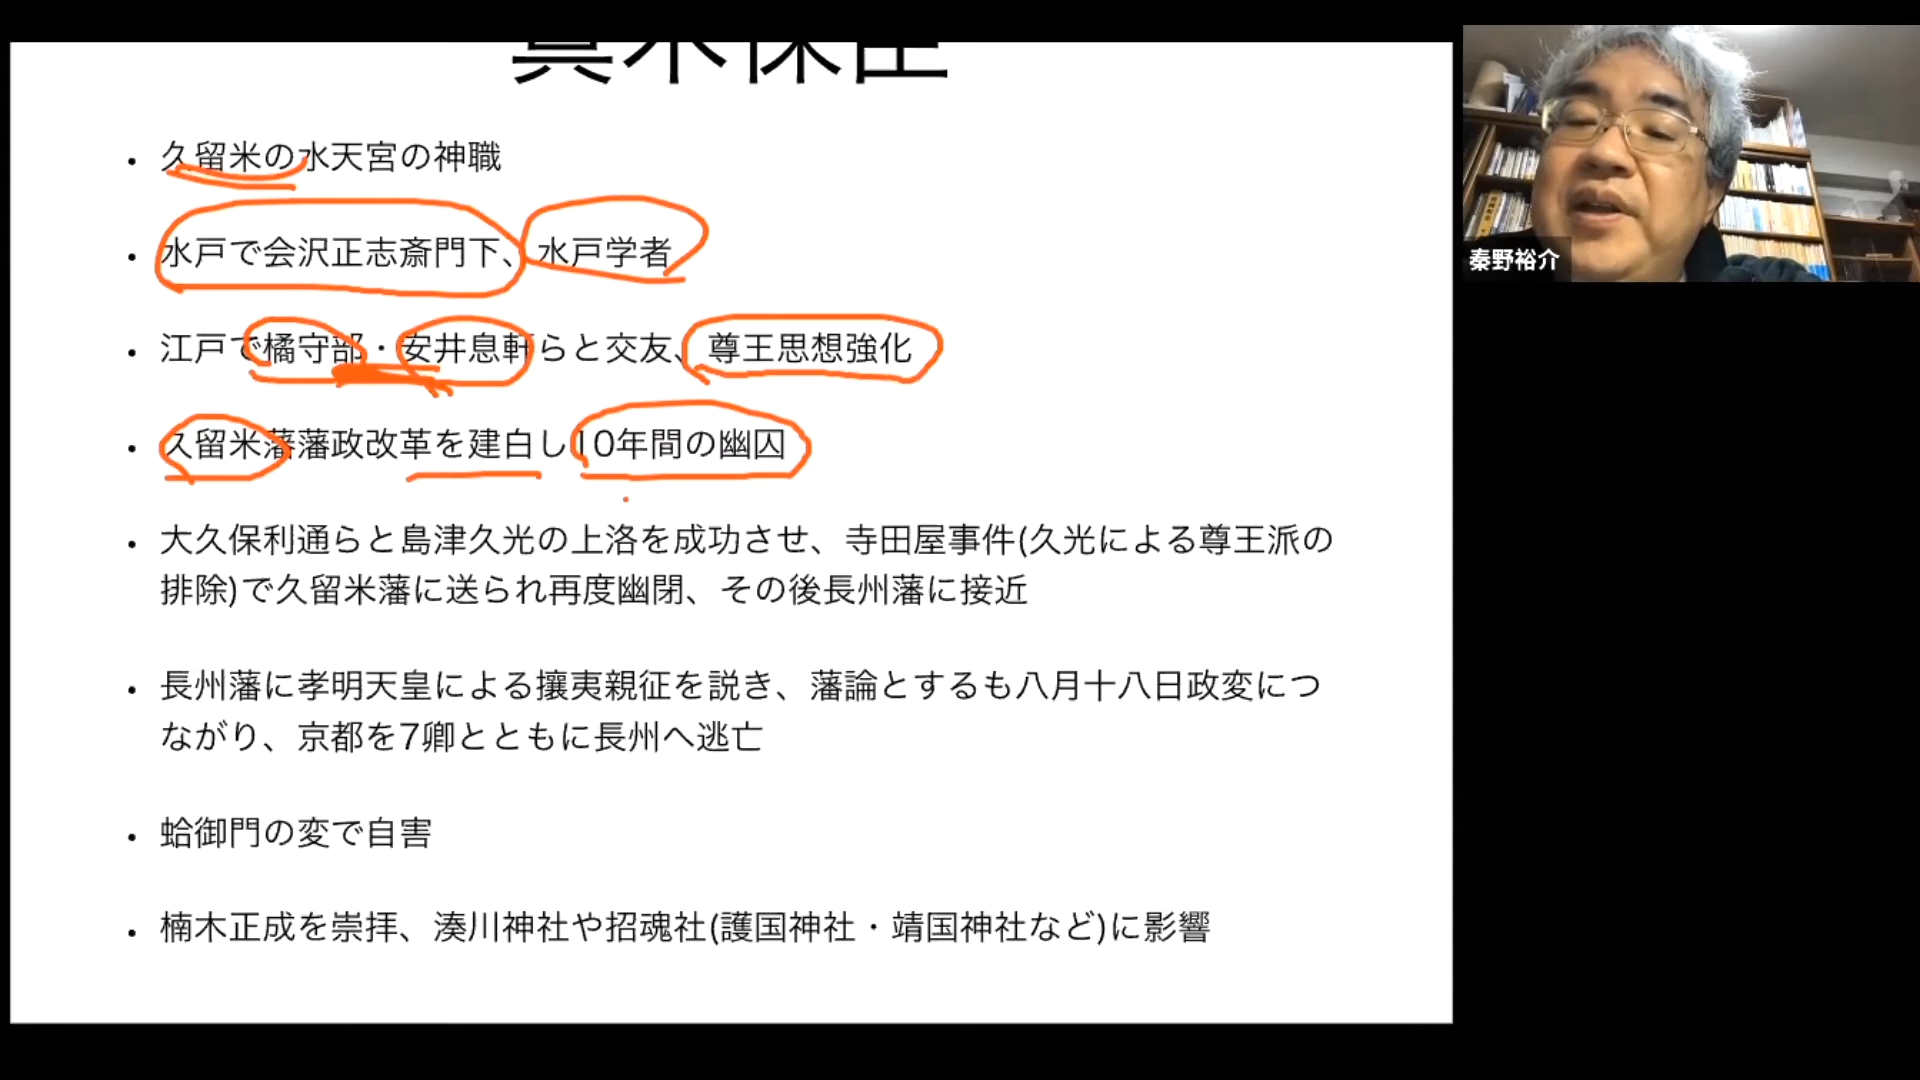 真木保臣
久留米の水天宮の神職
水戸で会沢正志斎門下、水戸学者
江戸で橘守部・安井息軒らと交友、尊王思想強化
久留米藩藩政改革を建白し10年間の幽囚
大久保利通らと島津久光の上洛を成功させ、寺田屋事件(久光による尊王派の
排除)で久留米藩に送られ再度幽閉、その後長州藩に接近
長州藩に孝明天皇による攘夷親征を説き、藩論とするも八月十八日政変につ
ながり、京都を7卿とともに長州へ逃亡
蛤御門の変で自害
楠木正成を崇拝、湊川神社や招魂社(護国神社・靖国神社など)に影響
秦野裕介